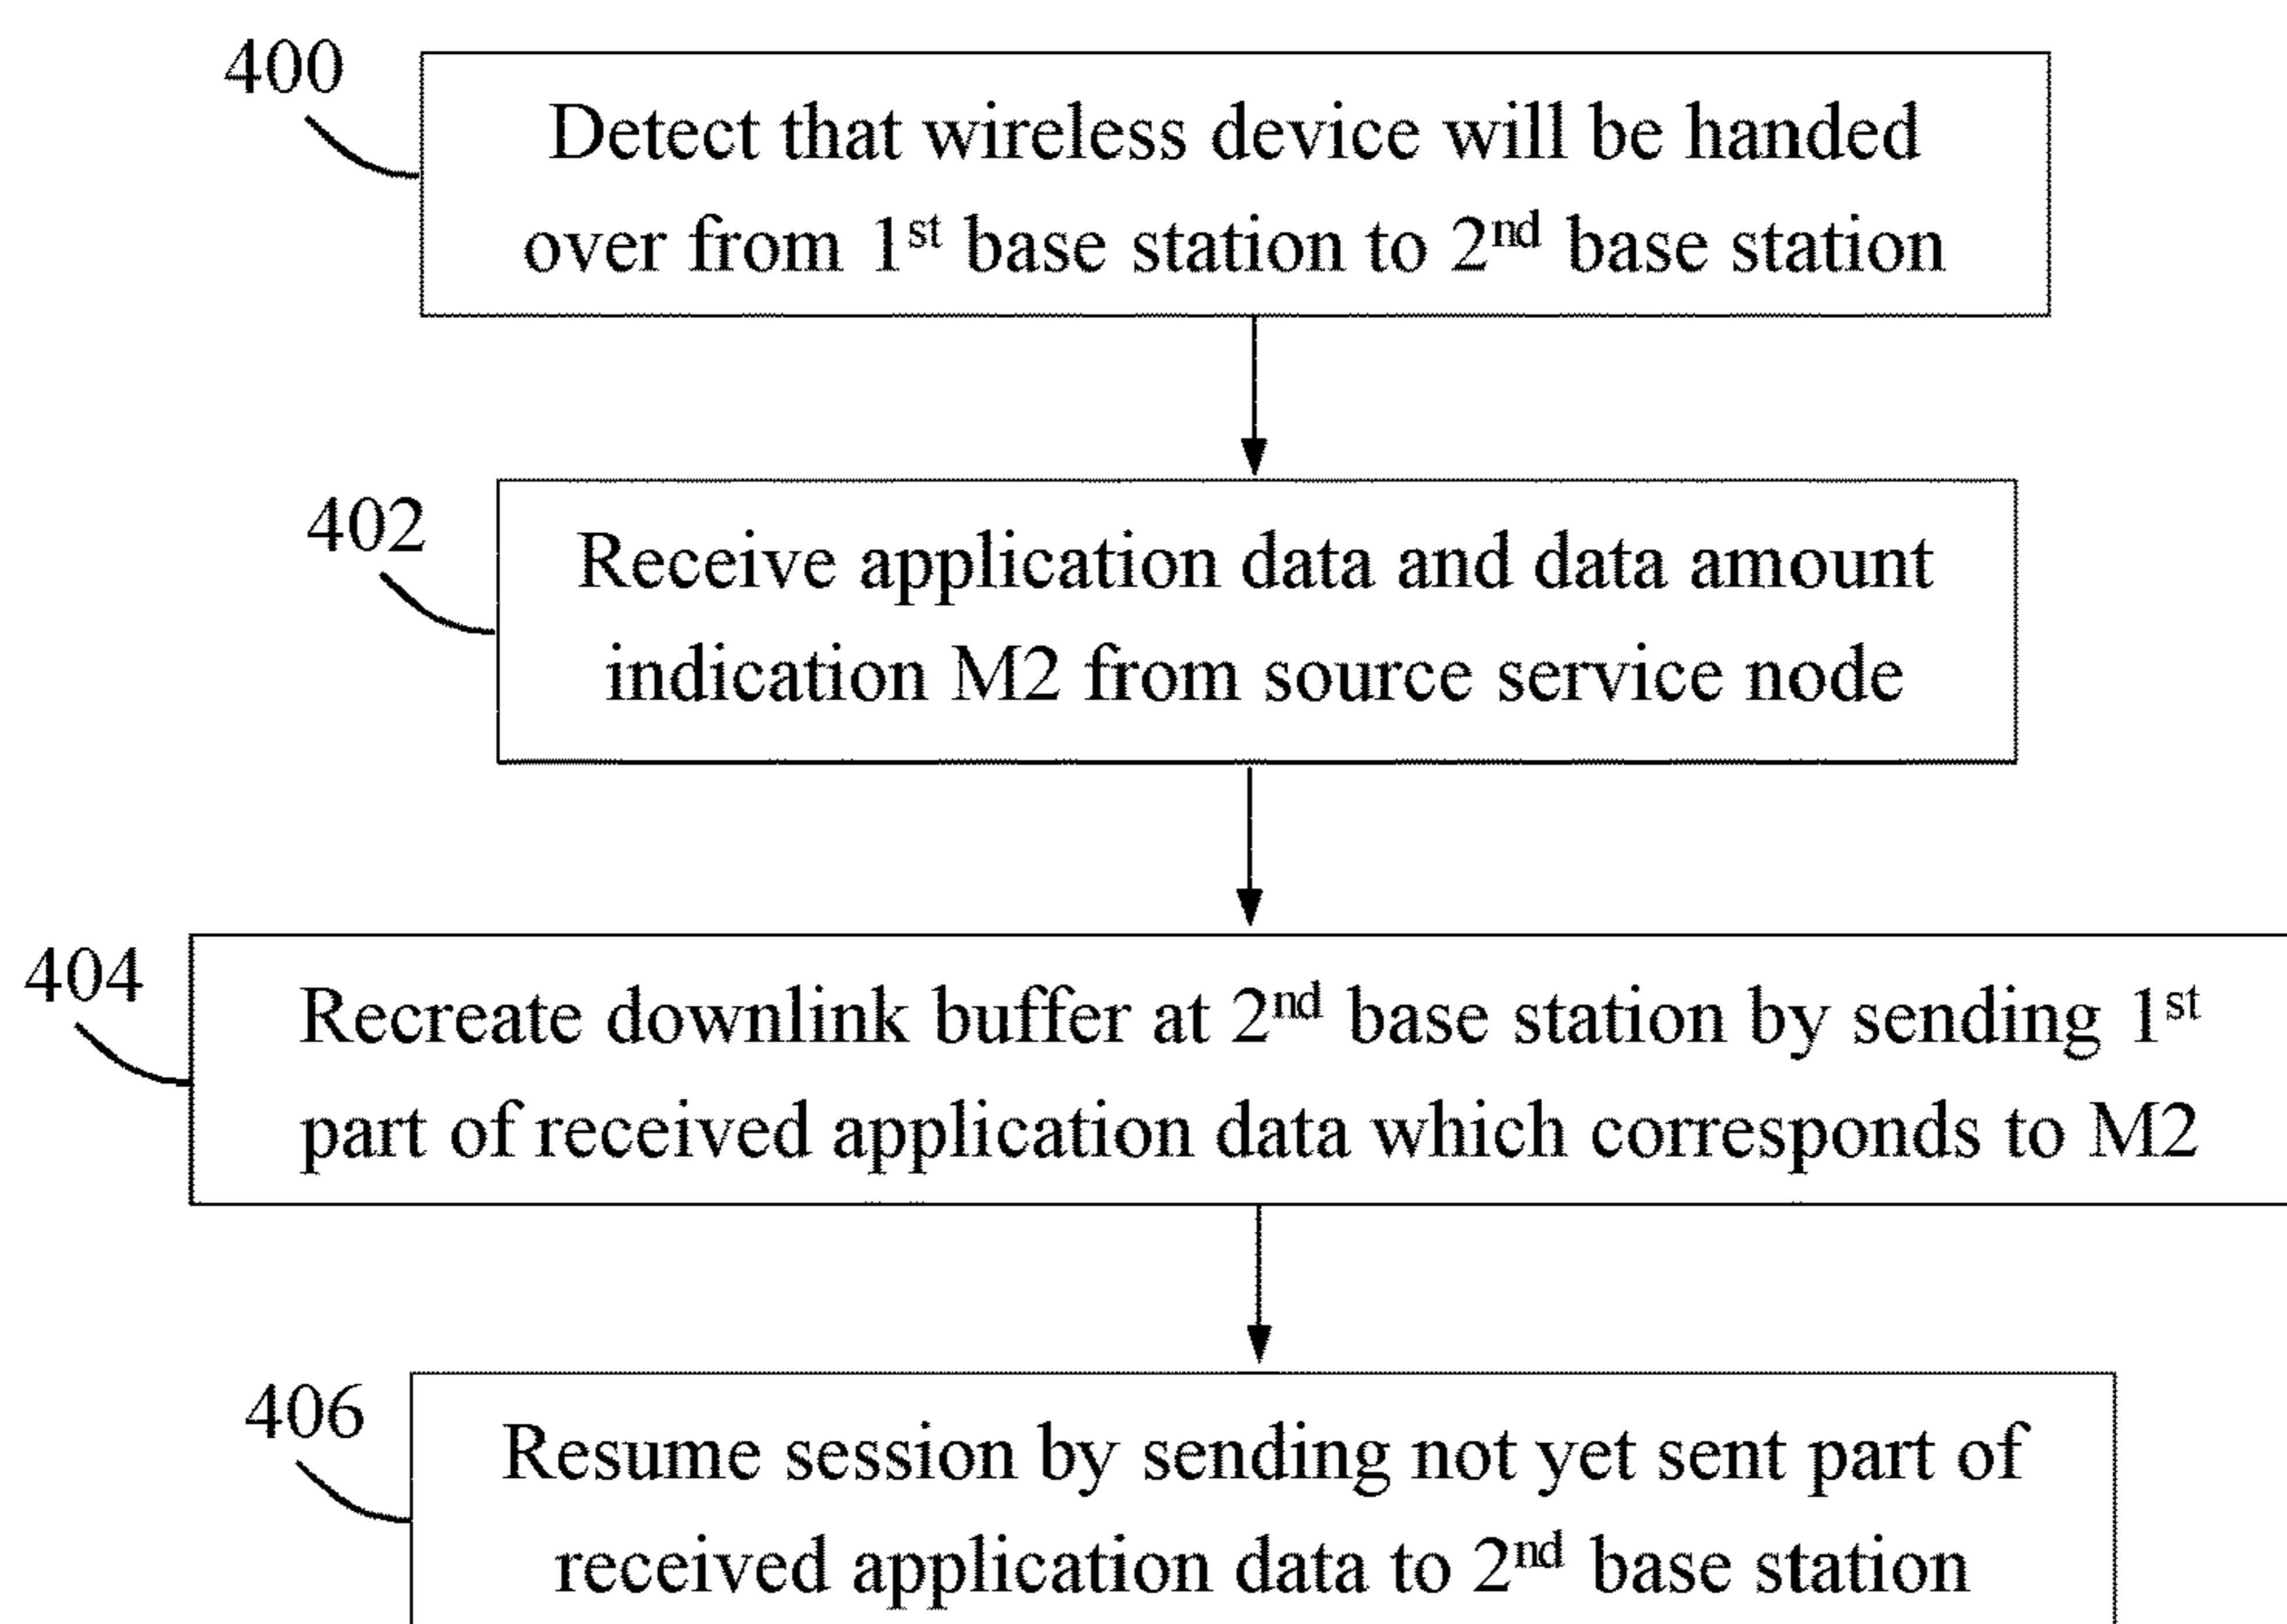 400
Detect that wireless device will be handed
over from 1st base station to 2nd base station
402
Receive application data and data amount
indication M2 from source service node
404
Recreate downlink buffer at 2nd base station by sending 1st
part of received application data which corresponds to M2
406
Resume session by sending not yet sent part of
received application data to 2nd base station